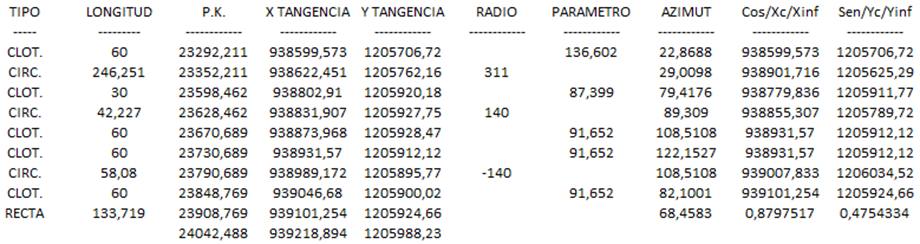 TIPO LONGITUD P.K. X TANGENCIA Y TANGENCIA RADIO PARAMETRO AZIMUT Cos/Xc/Xinf Sen/Yc/Yinf
----- --------- ------------ ------------ ------------ ------------ ------------ --------- ------------ ------------
CLOT. 60 23292,211 938599,573 1205706,72 136,602 22,8688 938599,573 1205706,72
CIRC. 246,251 23352,211 938622,451 1205762,16 311 29,0098 938901,716 1205625,29
CLOT. 30 23598,462 938802,91 1205920,18 87,399 79,4176 938779,836 1205911,77
CIRC. 42,227 23628,462 938831,907 1205927,75 140 89,309 938855,307 1205789,72
CLOT. 60 23670,689 938873,968 1205928,47 91,652 108,5108 938931,57 1205912,12
CLOT. 60 23730,689 938931,57 1205912,12 91,652 122,1527 938931,57 1205912,12
CIRC. 58,08 23790,689 938989,172 1205895,77 -140 108,5108 939007,833 1206034,52
CLOT. 60 23848,769 939046,68 1205900,02 91,652 82,1001 939101,254 1205924,66
RECTA 133,719 23908,769 939101,254 1205924,66 68,4583 0,8797517 0,4754334
24042,488 939218,894 1205988,23